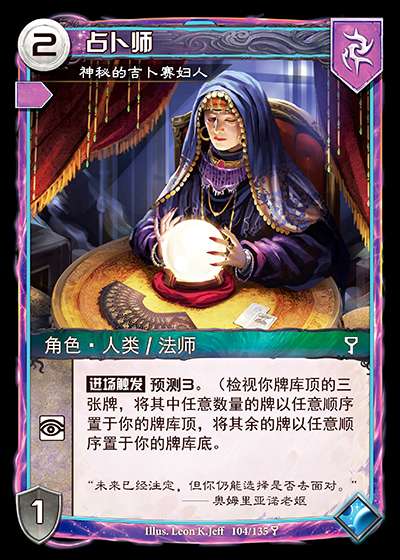 2
占卜师
神秘的吉卜赛妇人
角色·人类/法师
进场触发 预测3。(检视你牌库顶的三
张牌，将其中任意数量的牌以任意顺序
置于你的牌库顶，将其余的牌以任意顺
序置于你的牌库底。
“未来已经注定，但你仍能选择是否去面对。”
——奥姆里亚诺老妪
1
Illus. Leon K.Jeff 104/135